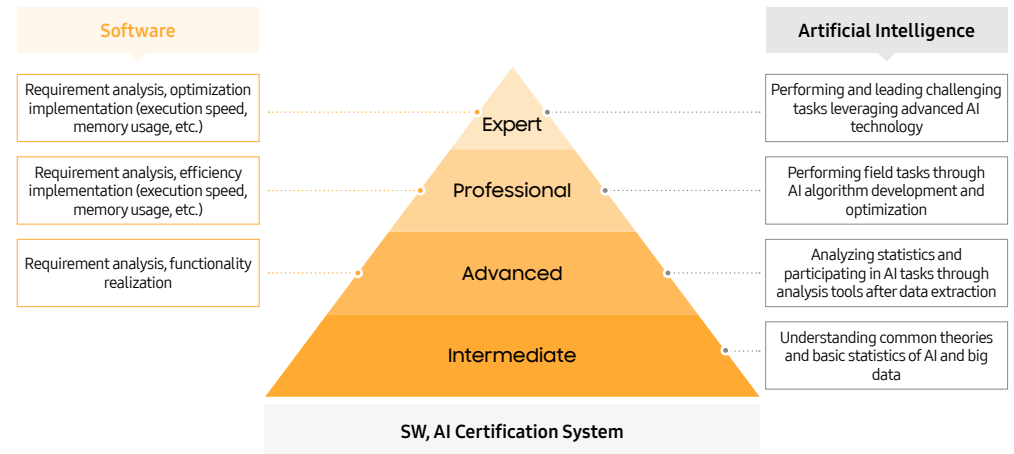 Software
Requirement analysis, optimization
implementation (execution speed,
memory usage, etc.)
Requirement analysis, efficiency
implementation (execution speed,
memory usage, etc.)
Requirement analysis, functionality
realization
Expert
Professional
Advanced
Intermediate
SW, AI Certification System
Artificial Intelligence
Performing and leading challenging
tasks leveraging advanced AI
technology
Performing field tasks through
AI algorithm development and
optimization
Analyzing statistics and
participating in AI tasks through
analysis tools after data extraction
Understanding common theories
and basic statistics of AI and big
data